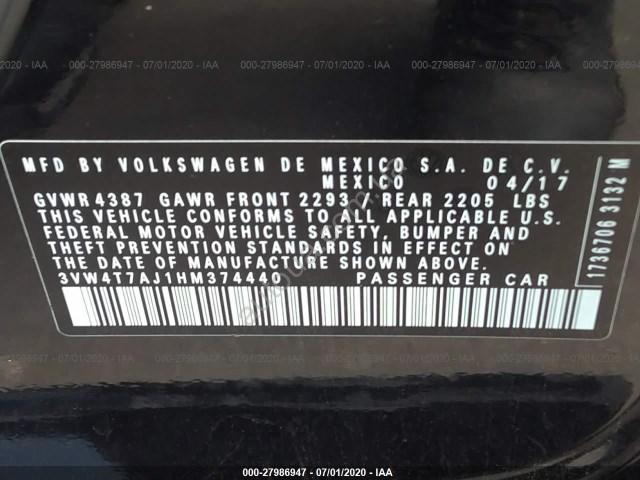 000-27986947 - 07/01/2020 - IAA
MFD BY VOLKSWAGEN DE MEXICO S.A. DE C.V.
MEXICO 04/17
GVWR 4387 GAWR FRONT 2293 REAR 2205 LBS
THIS VEHICLE CONFORMS TO ALL APPLICABLE U.S.
FEDERAL MOTOR VEHICLE SAFETY, BUMPER AND
THEFT PREVENTION STANDARDS IN EFFECT ON
THE DATE OF MANUFACTURE SHOWN ABOVE.
3VW4T7AJ1HM374440 PASSENGER CAR
1736706 3132 M
000-27986947 - 07/01/2020 - IAA